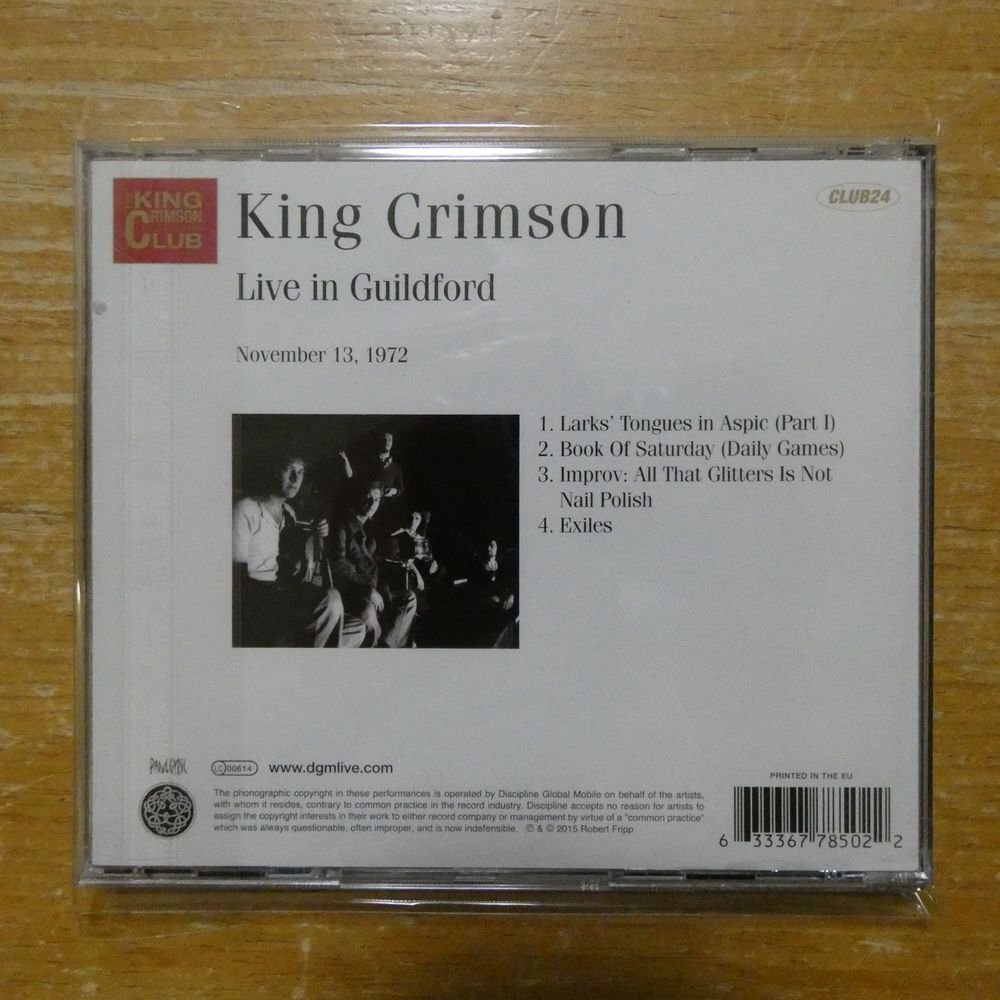 THE KING
CRIMSON
CLUB
King Crimson
CLUB24
Live in Guildford
November 13, 1972
1. Larks' Tongues in Aspic (Part I)
2. Book Of Saturday (Daily Games)
3. Improv: All That Glitters Is Not
Nail Polish
4. Exiles
PANEGYRIC
LC 00614
www.dgmlive.com
PRINTED IN THE EU
The phonographic copyright in these performances is operated by Discipline Global Mobile on behalf of the artists,
with whom it resides, contrary to common practice in the record industry. Discipline accepts no reason for artists to
assign the copyright interests in their work to either record company or management by virtue of a "common practice"
which was always questionable, often improper, and is now indefensible. ℗ & © 2015 Robert Fripp
6 33367 78502 2